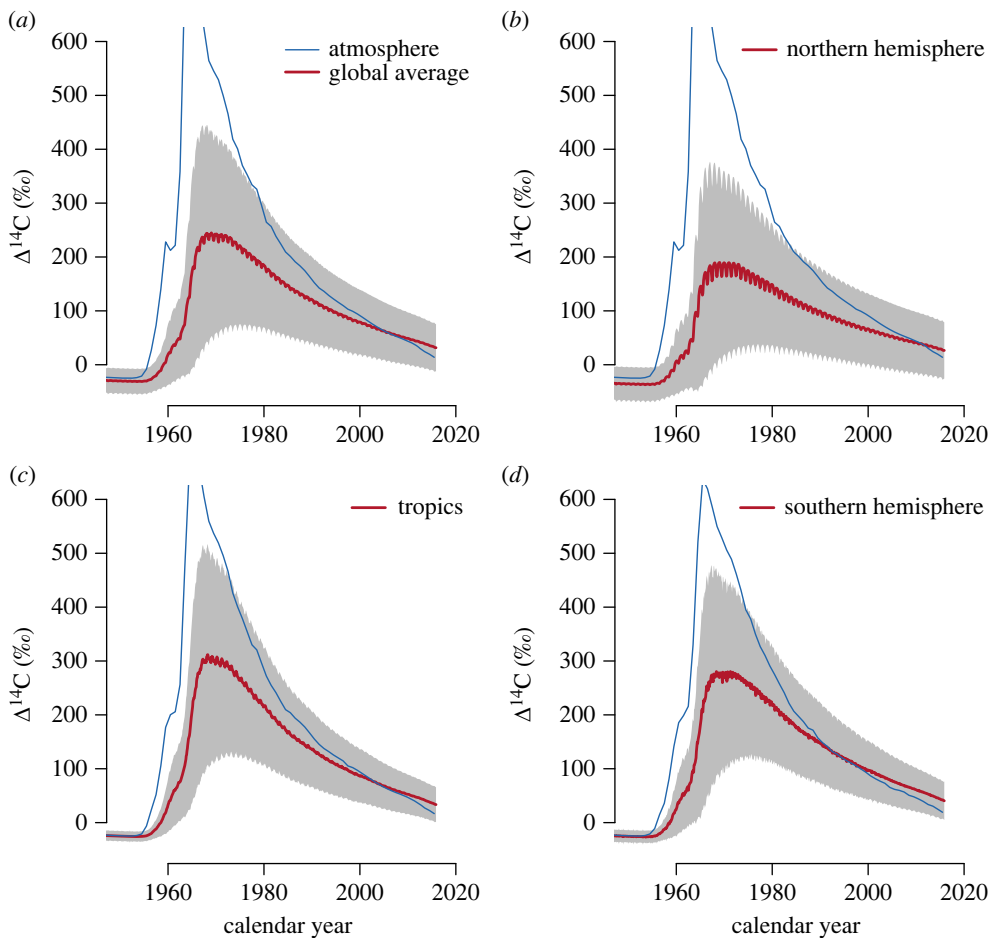 (a)
600
500
400
300
200
100
0
Δ¹⁴C (‰)
atmosphere
global average
1960
1980
2000
2020
(b)
600
500
400
300
200
100
0
Δ¹⁴C (‰)
northern hemisphere
1960
1980
2000
2020
(c)
600
500
400
300
200
100
0
Δ¹⁴C (‰)
tropics
1960
1980
2000
2020
calendar year
(d)
600
500
400
300
200
100
0
Δ¹⁴C (‰)
southern hemisphere
1960
1980
2000
2020
calendar year